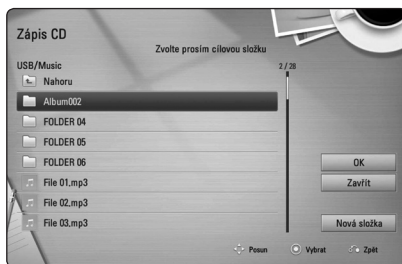 Zápis CD
Zvolte prosím cílovou složku
USB/Music
2 / 28
Nahoru
Album002
FOLDER 04
FOLDER 05
FOLDER 06
File 01.mp3
File 02.mp3
File 03.mp3
OK
Zavřít
Nová složka
Posun
Vybrat
Zpět